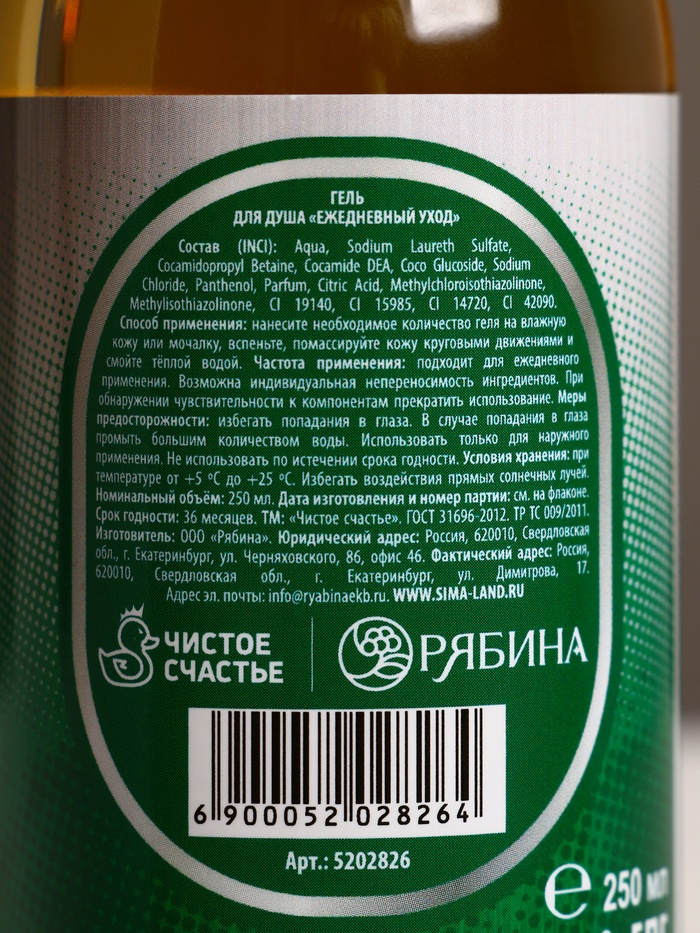 ГЕЛЬ
ДЛЯ ДУША «ЕЖЕДНЕВНЫЙ УХОД»
Состав (INCI): Aqua, Sodium Laureth Sulfate,
Cocamidopropyl Betaine, Cocamide DEA, Coco Glucoside, Sodium
Chloride, Panthenol, Parfum, Citric Acid, Methylchloroisothiazolinone,
Methylisothiazolinone, CI 19140, CI 15985, CI 14720, CI 42090.
Способ применения: нанесите необходимое количество геля на влажную
кожу или мочалку, вспеньте, помассируйте кожу круговыми движениями и
смойте тёплой водой. Частота применения: подходит для ежедневного
применения. Возможна индивидуальная непереносимость ингредиентов. При
обнаружении чувствительности к компонентам прекратить использование. Меры
предосторожности: избегать попадания в глаза. В случае попадания в глаза
промыть большим количеством воды. Использовать только для наружного
применения. Не использовать по истечении срока годности. Условия хранения: при
температуре от +5 °С до +25 °С. Избегать воздействия прямых солнечных лучей.
Номинальный объём: 250 мл. Дата изготовления и номер партии: см. на флаконе.
Срок годности: 36 месяцев. ТМ: «Чистое счастье». ГОСТ 31696-2012. ТР ТС 009/2011.
Изготовитель: ООО «Рябина». Юридический адрес: Россия, 620010, Свердловская
обл., г. Екатеринбург, ул. Черняховского, 86, офис 46. Фактический адрес: Россия,
620010, Свердловская обл., г. Екатеринбург, ул. Димитрова, 17.
Адрес эл. почты: info@ryabinaekb.ru. WWW.SIMA-LAND.RU
ЧИСТОЕ
СЧАСТЬЕ
РЯБИНА
6 900052 028264
Арт.: 5202826
℮ 250 мл